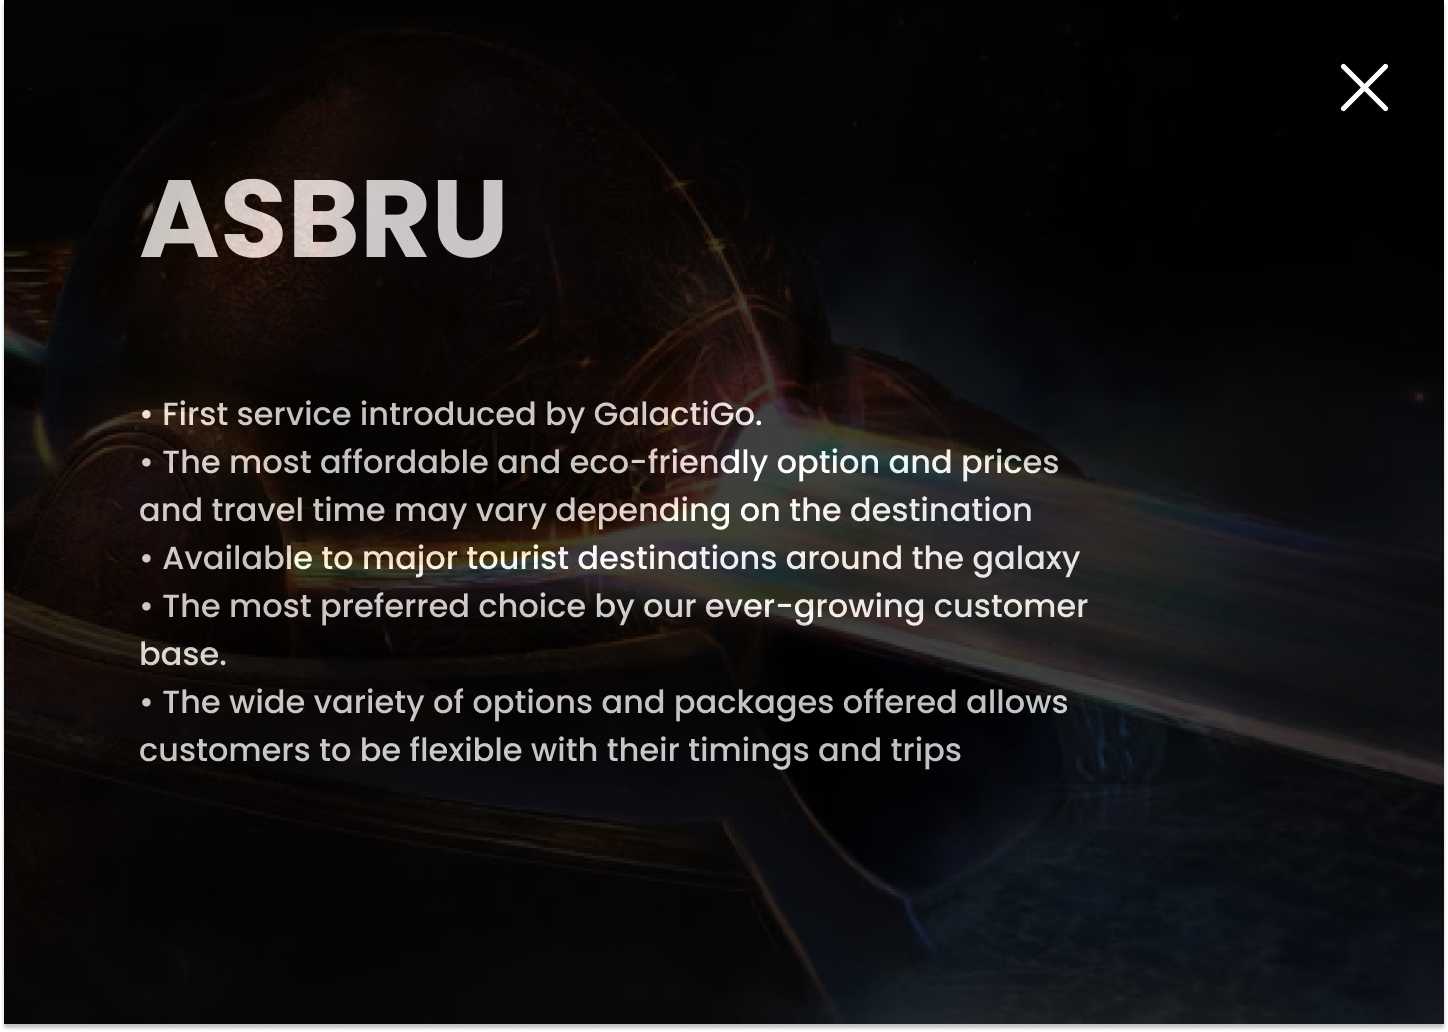 ASBRU
• First service introduced by GalactiGo.
• The most affordable and eco-friendly option and prices
and travel time may vary depending on the destination
• Available to major tourist destinations around the galaxy
• The most preferred choice by our ever-growing customer
base.
• The wide variety of options and packages offered allows
customers to be flexible with their timings and trips